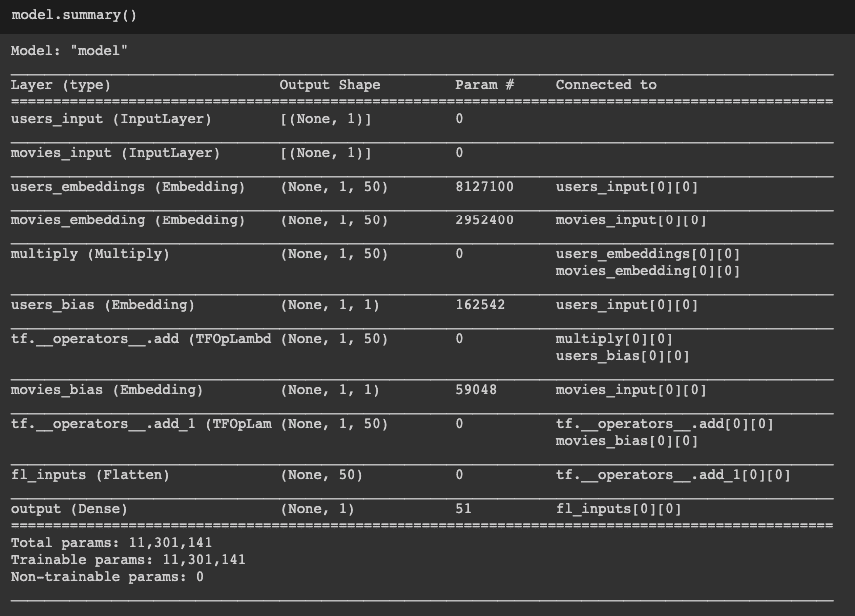 model.summary()
Model: "model"
Layer (type) Output Shape Param # Connected to
==================================================================================================
users_input (InputLayer) [(None, 1)] 0
movies_input (InputLayer) [(None, 1)] 0
users_embeddings (Embedding) (None, 1, 50) 8127100 users_input[0][0]
movies_embedding (Embedding) (None, 1, 50) 2952400 movies_input[0][0]
multiply (Multiply) (None, 1, 50) 0 users_embeddings[0][0]
movies_embedding[0][0]
users_bias (Embedding) (None, 1, 1) 162542 users_input[0][0]
tf.__operators__.add (TFOpLambd (None, 1, 50) 0 multiply[0][0]
users_bias[0][0]
movies_bias (Embedding) (None, 1, 1) 59048 movies_input[0][0]
tf.__operators__.add_1 (TFOpLam (None, 1, 50) 0 tf.__operators__.add[0][0]
movies_bias[0][0]
fl_inputs (Flatten) (None, 50) 0 tf.__operators__.add_1[0][0]
output (Dense) (None, 1) 51 fl_inputs[0][0]
==================================================================================================
Total params: 11,301,141
Trainable params: 11,301,141
Non-trainable params: 0